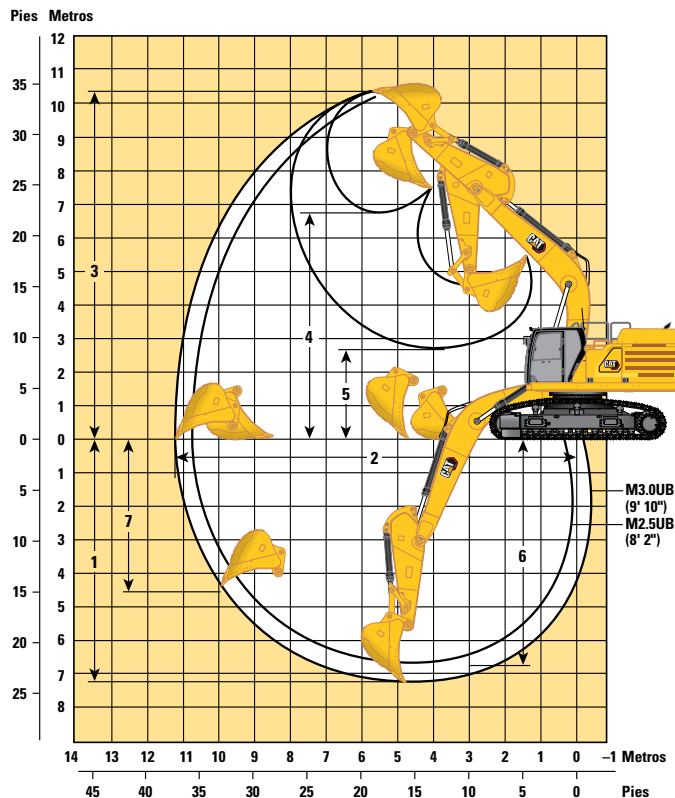 Pies Metros
12
35 11
10
30 9
8
25 7
20 6
3 4 5
15 4
10 3
5 2
5 1
0 0
2
1
5 2
7
10 3
1 6
15 4
5
20 6
7
25 8
M3.0UB
(9' 10")
M2.5UB
(8' 2")
CAT
CAT
CAT
14 13 12 11 10 9 8 7 6 5 4 3 2 1 0 –1 Metros
45 40 35 30 25 20 15 10 5 0 Pies